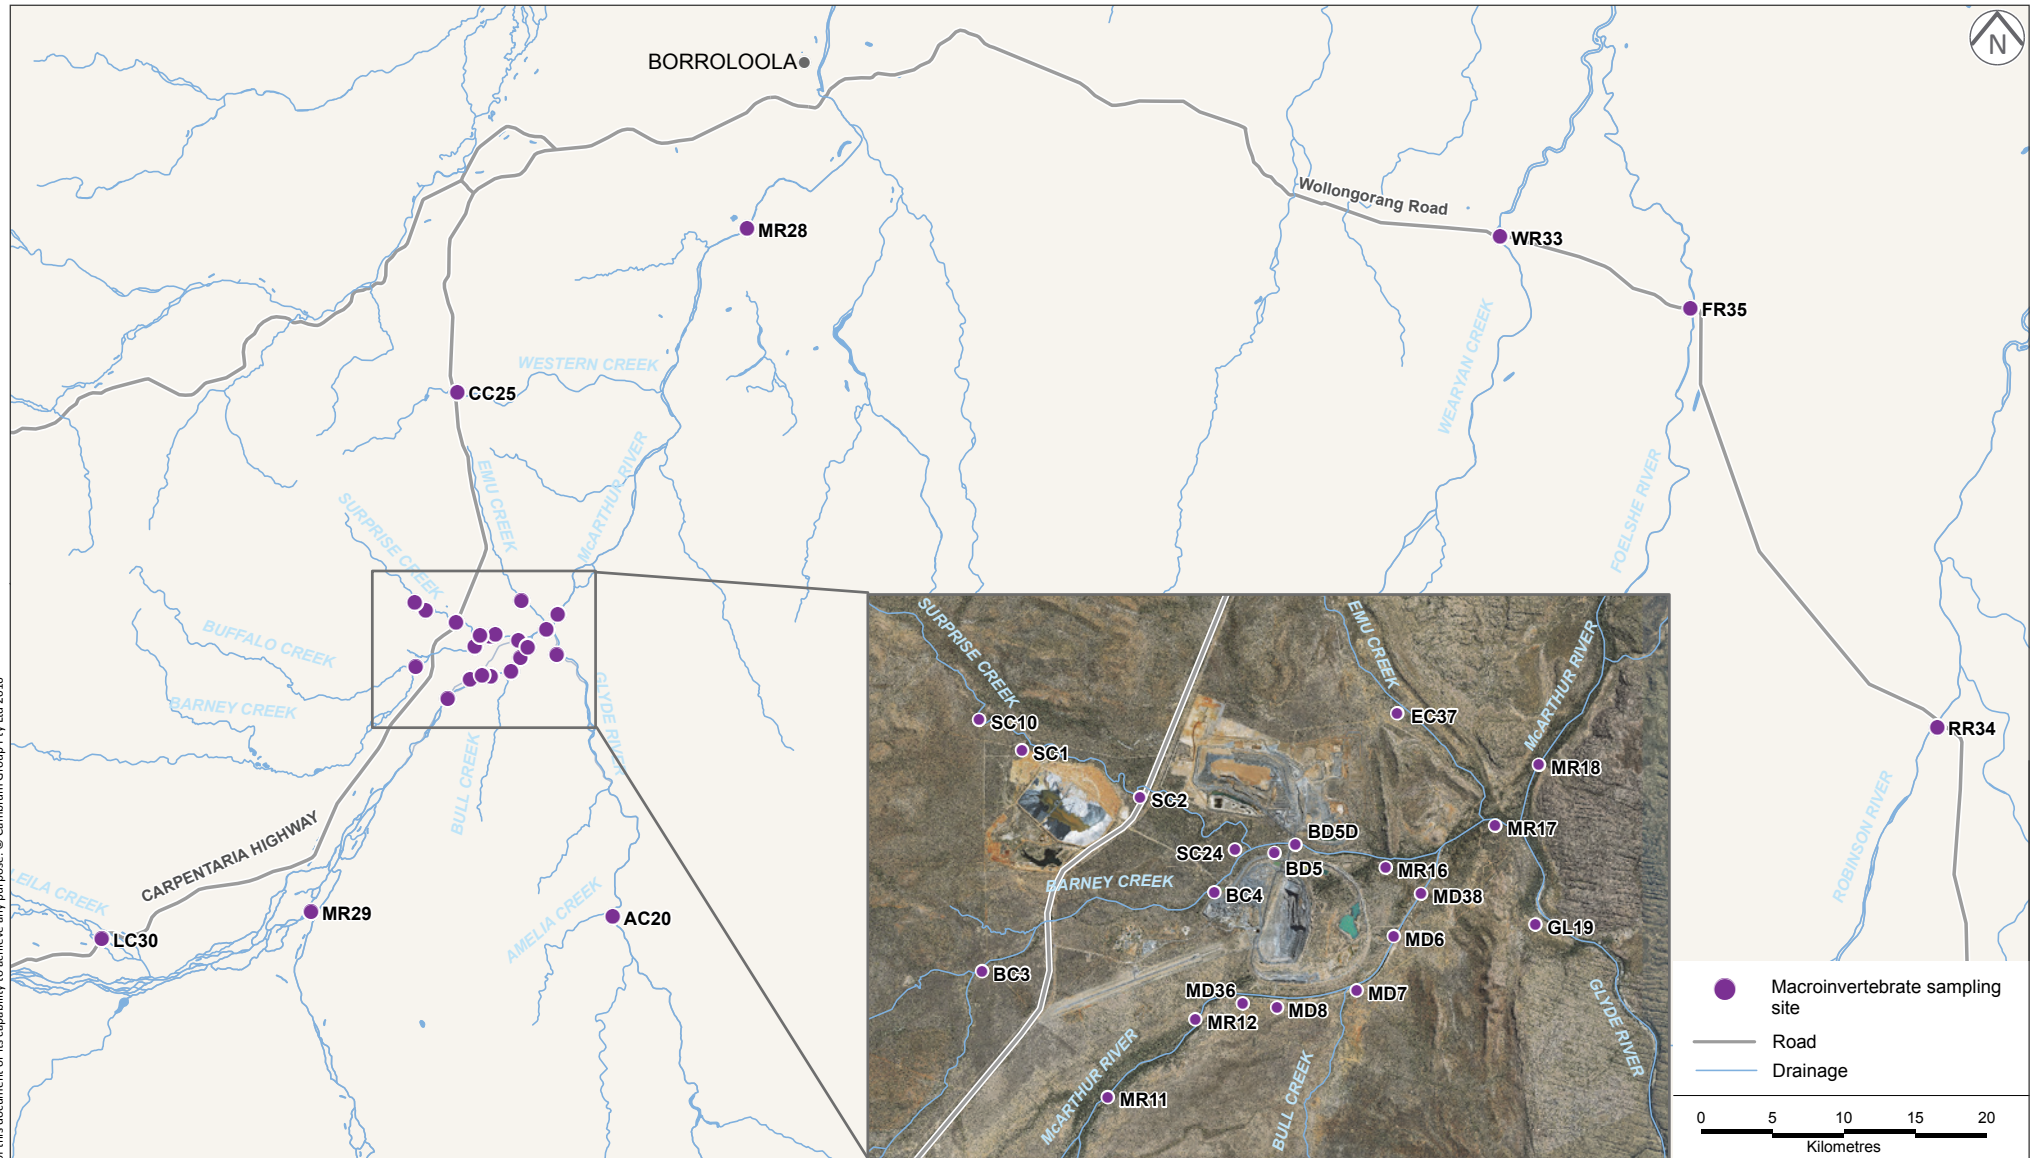 BORROLOOLA
N
MR28
Wollongorang Road
WR33
FR35
WESTERN CREEK
CC25
WEARYAN CREEK
EMU CREEK
McARTHUR RIVER
SURPRISE CREEK
FOELSHE RIVER
BUFFALO CREEK
BARNEY CREEK
GLYDE RIVER
BULL CREEK
CARPENTARIA HIGHWAY
LEILA CREEK
LC30
MR29
AMELIA CREEK
AC20
RR34
ROBINSON RIVER
SURPRISE CREEK
EMU CREEK
McARTHUR RIVER
SC10
EC37
SC1
MR18
SC2
MR17
BD5D
SC24
BD5
MR16
BARNEY CREEK
BC4
MD38
GL19
MD6
BC3
MD36
MD7
MD8
MR12
GLYDE RIVER
McARTHUR RIVER
BULL CREEK
MR11
Macroinvertebrate sampling
site
Road
Drainage
0 5 10 15 20
Kilometres